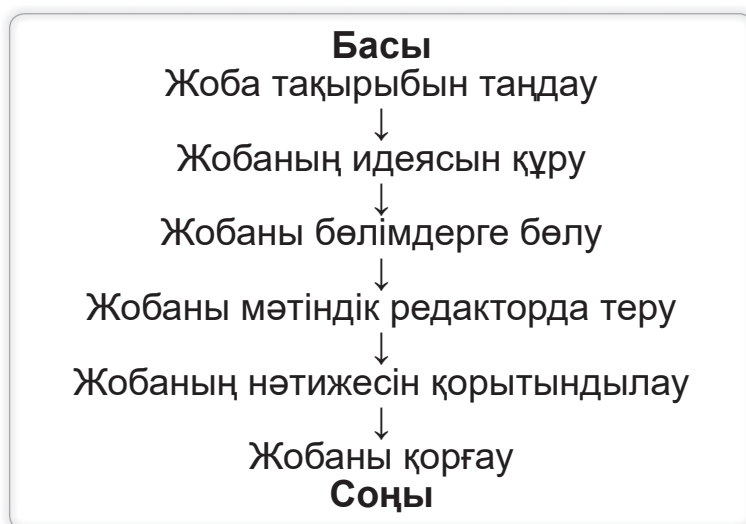 Басы
Жоба тақырыбын таңдау
↓
Жобаның идеясын құру
↓
Жобаны бөлімдерге бөлу
↓
Жобаны мәтіндік редакторда теру
↓
Жобаның нәтижесін қорытындылау
↓
Жобаны қорғау
Соңы